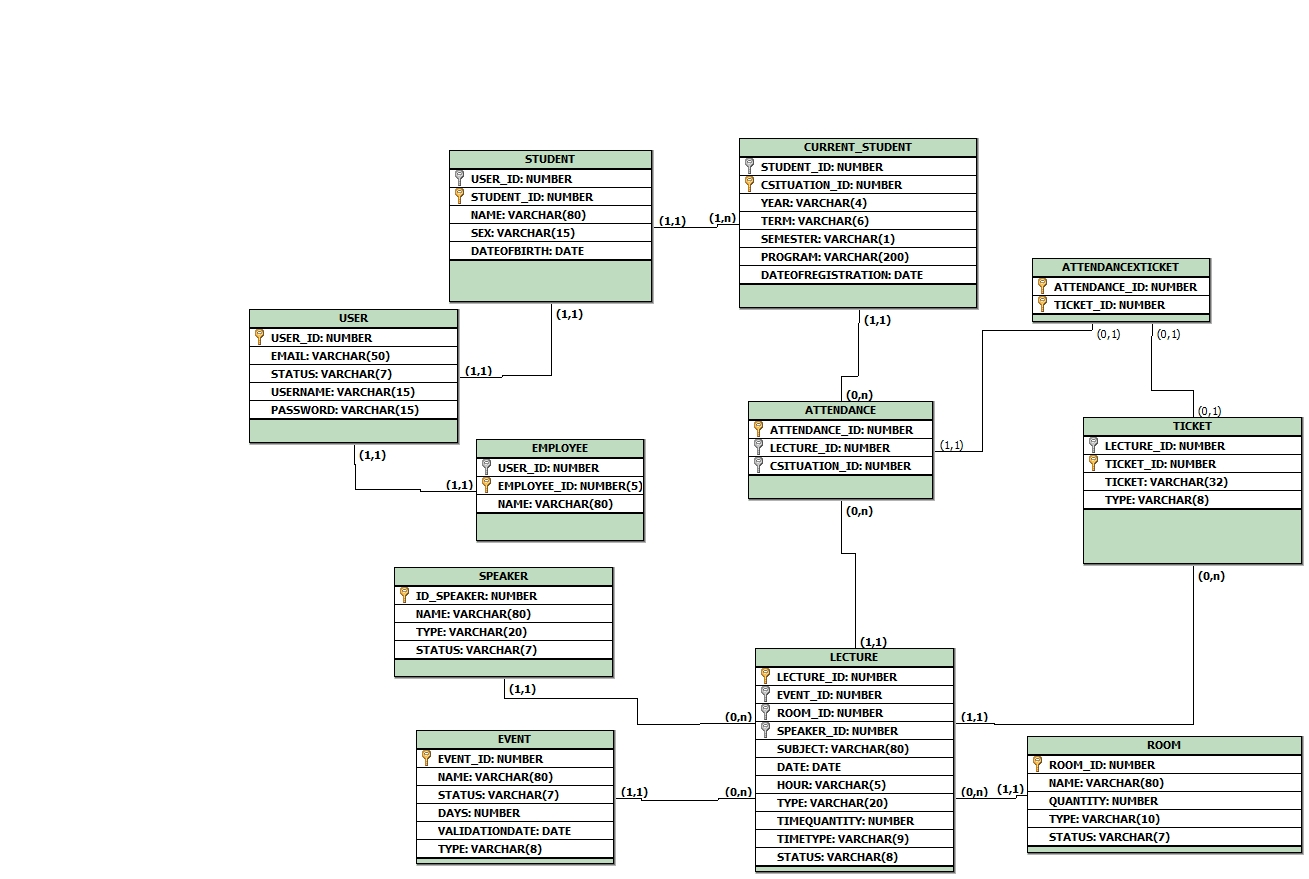 STUDENT
USER_ID: NUMBER
STUDENT_ID: NUMBER
NAME: VARCHAR(80)
SEX: VARCHAR(15)
DATEOFBIRTH: DATE
(1,1)
(1,n)
(1,1)
CURRENT_STUDENT
STUDENT_ID: NUMBER
CSITUATION_ID: NUMBER
YEAR: VARCHAR(4)
TERM: VARCHAR(6)
SEMESTER: VARCHAR(1)
PROGRAM: VARCHAR(200)
DATEOFREGISTRATION: DATE
(1,1)
(0,n)
ATTENDANCEXTICKET
ATTENDANCE_ID: NUMBER
TICKET_ID: NUMBER
(0,1)
(0,1)
(0,1)
USER
USER_ID: NUMBER
EMAIL: VARCHAR(50)
STATUS: VARCHAR(7)
USERNAME: VARCHAR(15)
PASSWORD: VARCHAR(15)
(1,1)
(1,1)
(1,1)
EMPLOYEE
USER_ID: NUMBER
EMPLOYEE_ID: NUMBER(5)
NAME: VARCHAR(80)
ATTENDANCE
ATTENDANCE_ID: NUMBER
LECTURE_ID: NUMBER
CSITUATION_ID: NUMBER
(1,1)
(0,n)
TICKET
LECTURE_ID: NUMBER
TICKET_ID: NUMBER
TICKET: VARCHAR(32)
TYPE: VARCHAR(8)
(0,n)
SPEAKER
ID_SPEAKER: NUMBER
NAME: VARCHAR(80)
TYPE: VARCHAR(20)
STATUS: VARCHAR(7)
(1,1)
(0,n)
(1,1)
LECTURE
LECTURE_ID: NUMBER
EVENT_ID: NUMBER
ROOM_ID: NUMBER
SPEAKER_ID: NUMBER
SUBJECT: VARCHAR(80)
DATE: DATE
HOUR: VARCHAR(5)
TYPE: VARCHAR(20)
TIMEQUANTITY: NUMBER
TIMETYPE: VARCHAR(9)
STATUS: VARCHAR(8)
(1,1)
EVENT
EVENT_ID: NUMBER
NAME: VARCHAR(80)
STATUS: VARCHAR(7)
DAYS: NUMBER
VALIDATIONDATE: DATE
TYPE: VARCHAR(8)
(1,1)
(0,n)
(0,n)
(1,1)
ROOM
ROOM_ID: NUMBER
NAME: VARCHAR(80)
QUANTITY: NUMBER
TYPE: VARCHAR(10)
STATUS: VARCHAR(7)